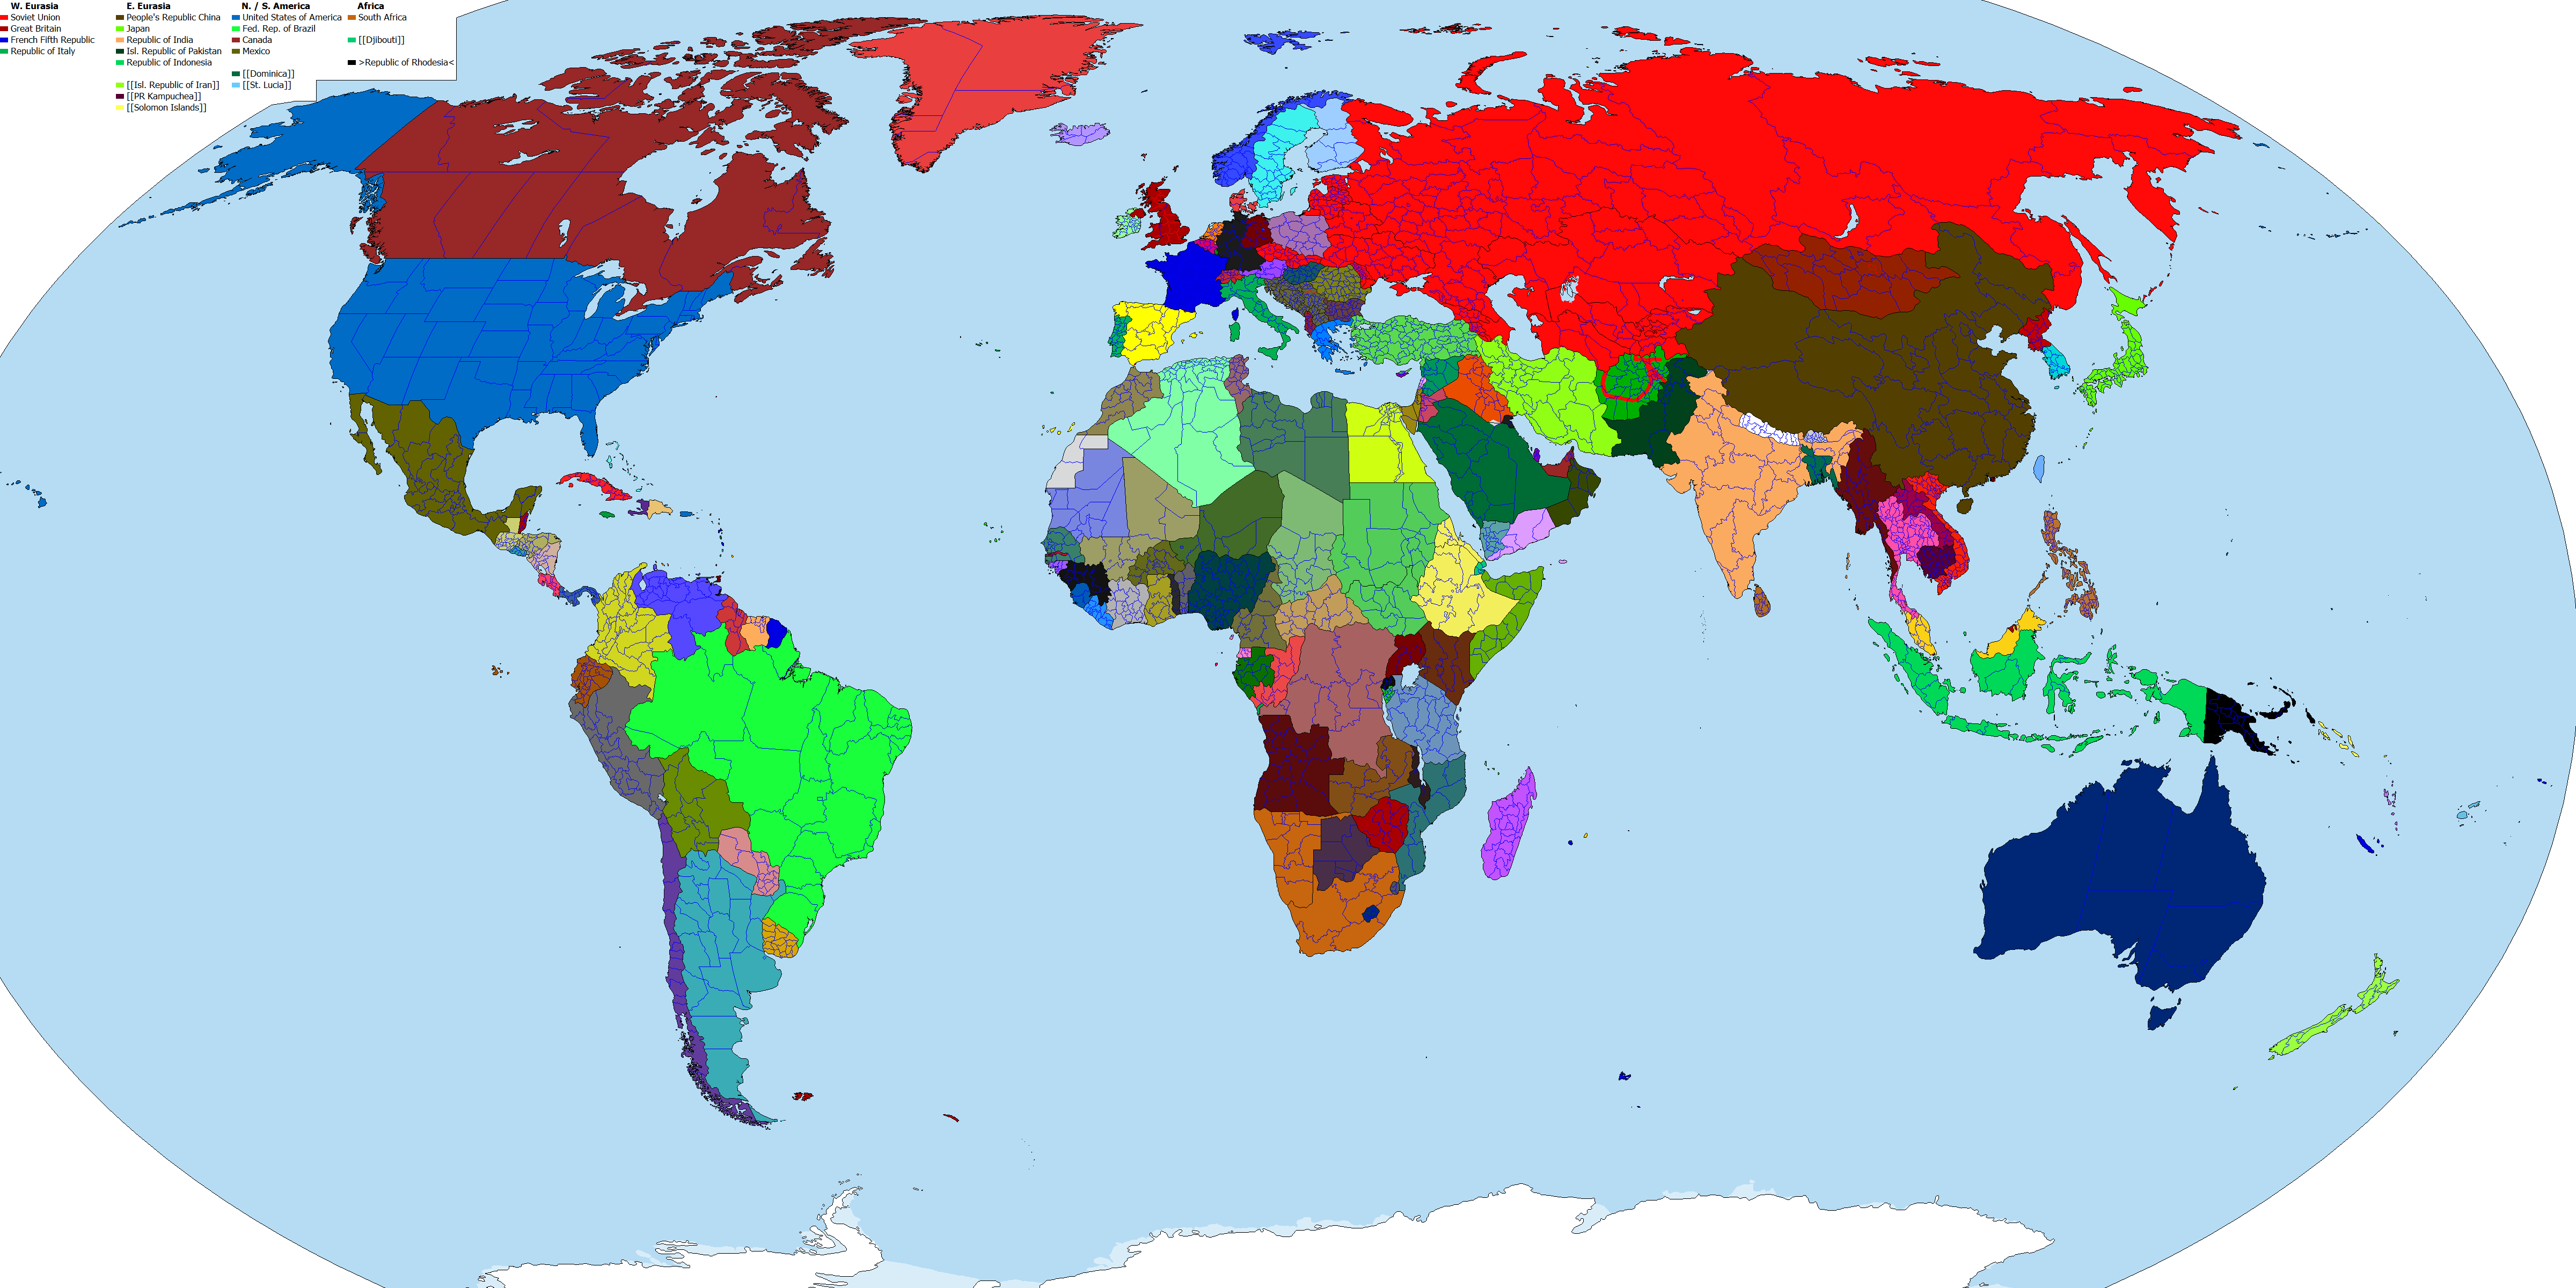 W. Eurasia
Soviet Union
Great Britain
French Fifth Republic
Republic of Italy
E. Eurasia
People's Republic China
Japan
Republic of India
Isl. Republic of Pakistan
Republic of Indonesia
[[Isl. Republic of Iran]]
[[PR Kampuchea]]
[[Solomon Islands]]
N. / S. America
United States of America
Fed. Rep. of Brazil
Canada
Mexico
[[Dominica]]
[[St. Lucia]]
Africa
South Africa
[[Djibouti]]
>Republic of Rhodesia<